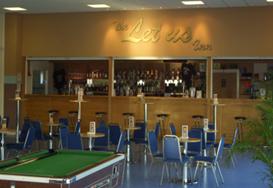 The
Let us
Inn